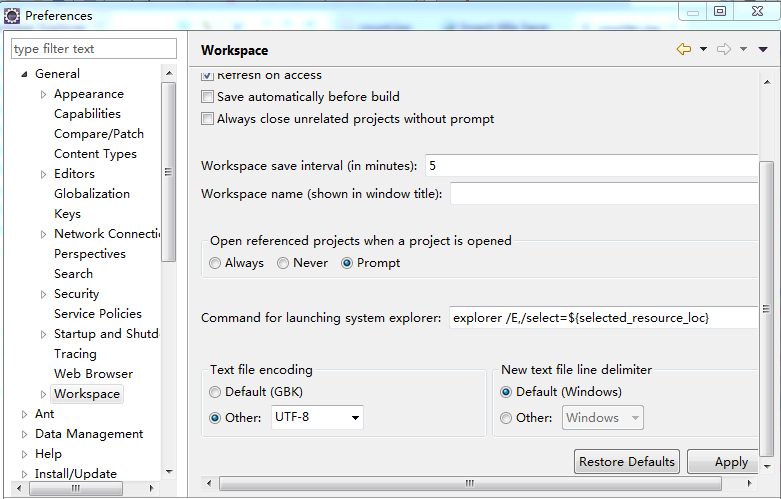 Preferences
type filter text
General
Appearance
Capabilities
Compare/Patch
Content Types
Editors
Globalization
Keys
Network Connectio
Perspectives
Search
Security
Service Policies
Startup and Shutdo
Tracing
Web Browser
Workspace
Ant
Data Management
Help
Install/Update
Workspace
Refresh on access
Save automatically before build
Always close unrelated projects without prompt
Workspace save interval (in minutes): 5
Workspace name (shown in window title):
Open referenced projects when a project is opened
Always Never Prompt
Command for launching system explorer: explorer /E,/select=${selected_resource_loc}
Text file encoding
Default (GBK)
Other: UTF-8
New text file line delimiter
Default (Windows)
Other: Windows
Restore Defaults Apply